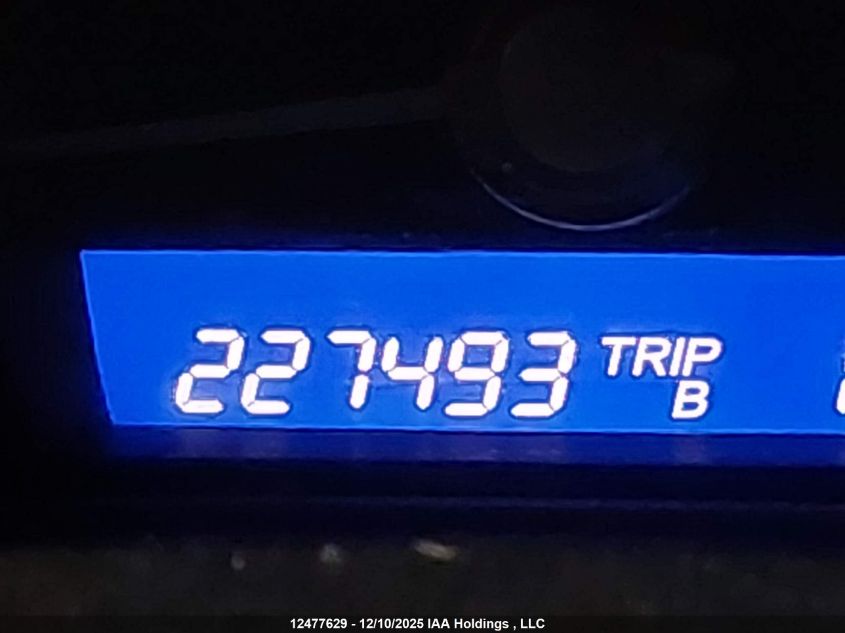 227493 TRIP
B
12477629 - 12/10/2025 IAA Holdings , LLC